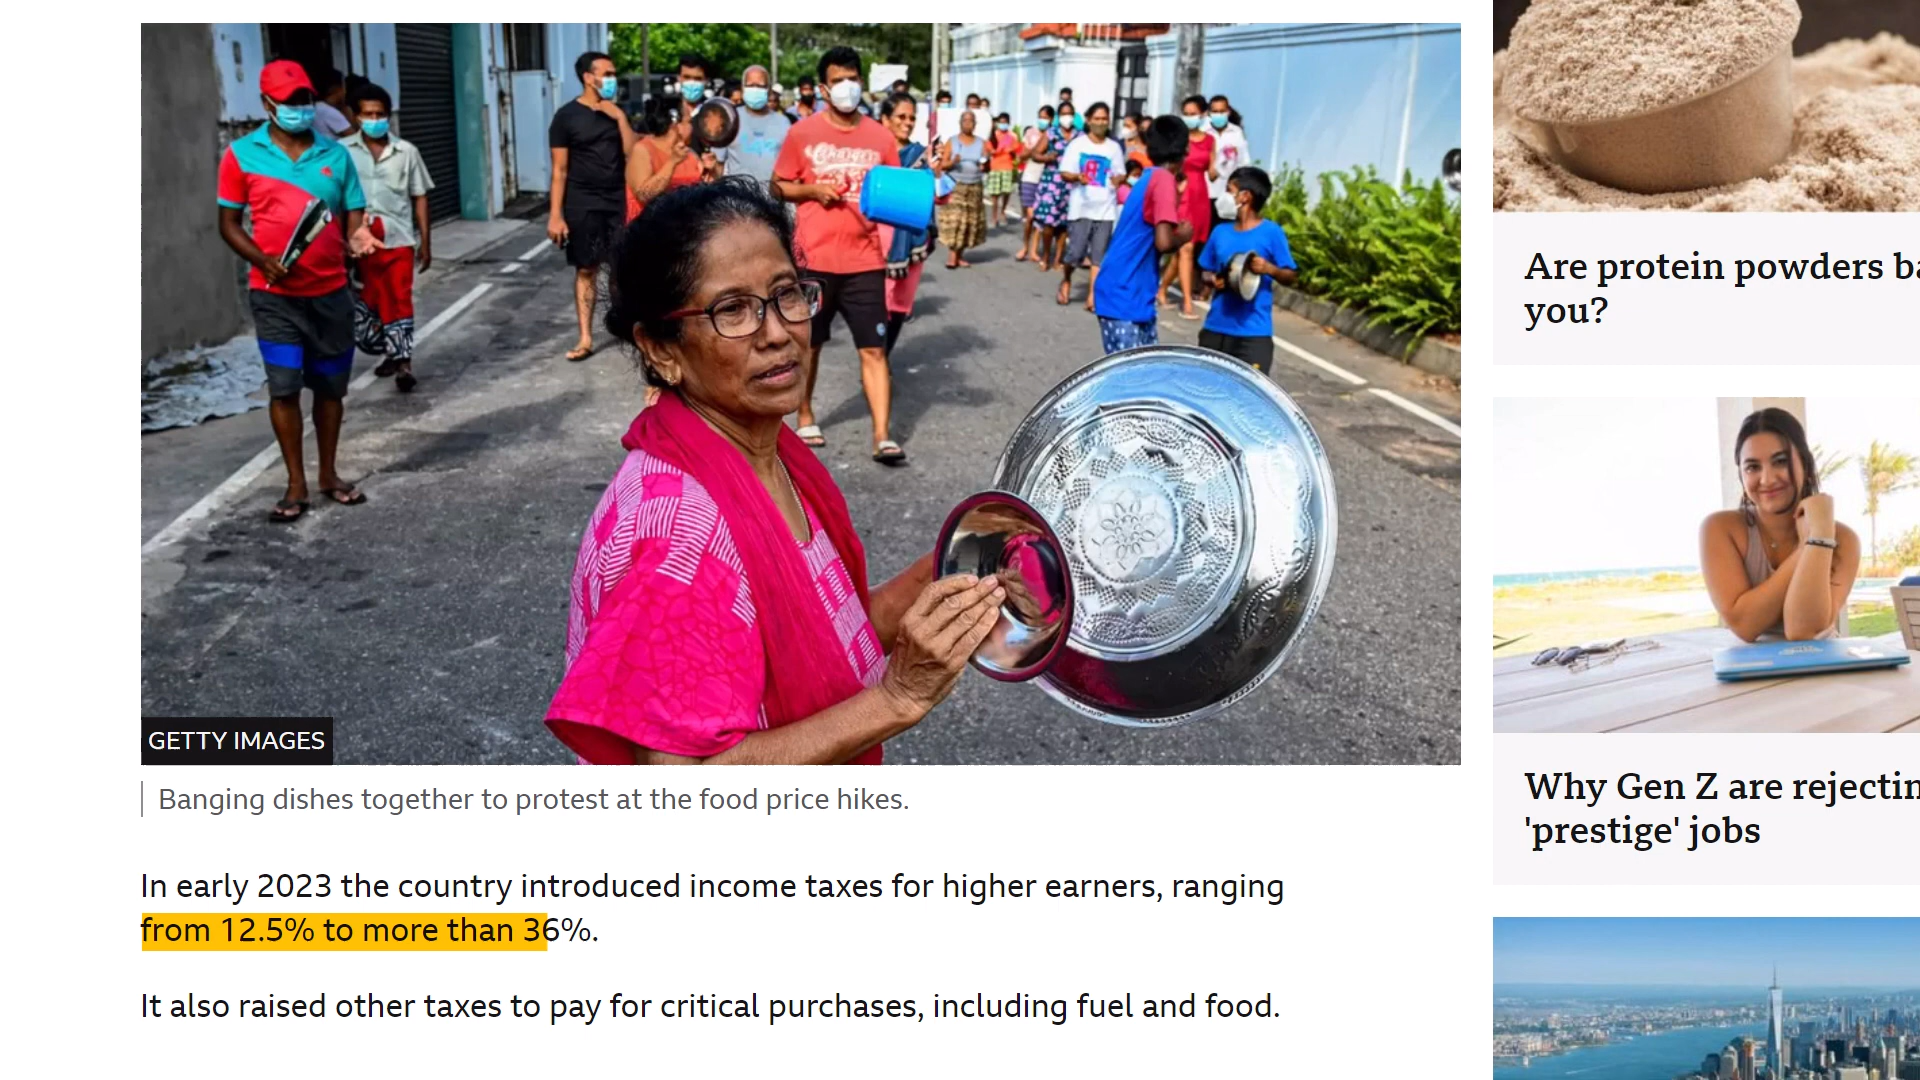 GETTY IMAGES
Banging dishes together to protest at the food price hikes.
In early 2023 the country introduced income taxes for higher earners, ranging
from 12.5% to more than 36%.
It also raised other taxes to pay for critical purchases, including fuel and food.
Are protein powders
you?
Why Gen Z are
'prestige' jobs